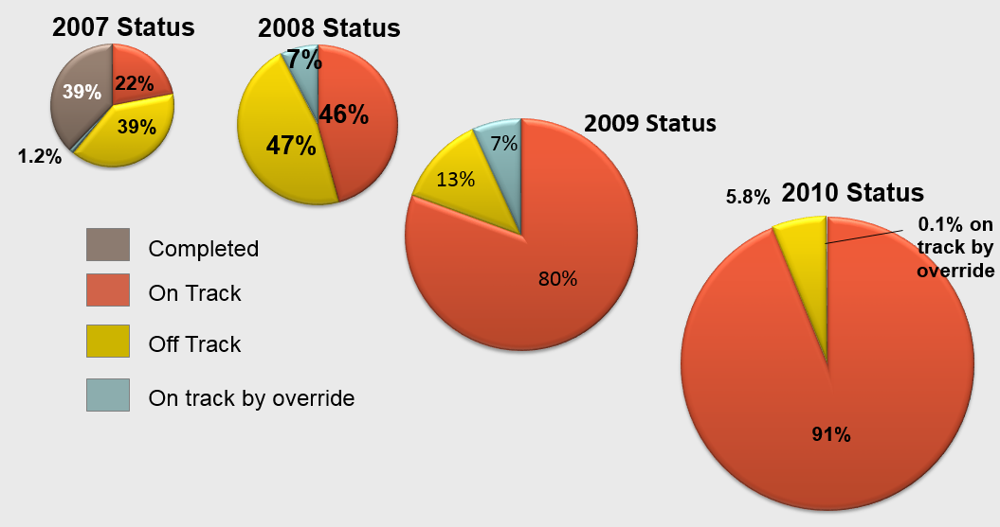 2007 Status
39%
22%
39%
1.2%
2008 Status
7%
46%
47%
2009 Status
7%
13%
80%
5.8%
2010 Status
0.1% on
track by
override
91%
Completed
On Track
Off Track
On track by override